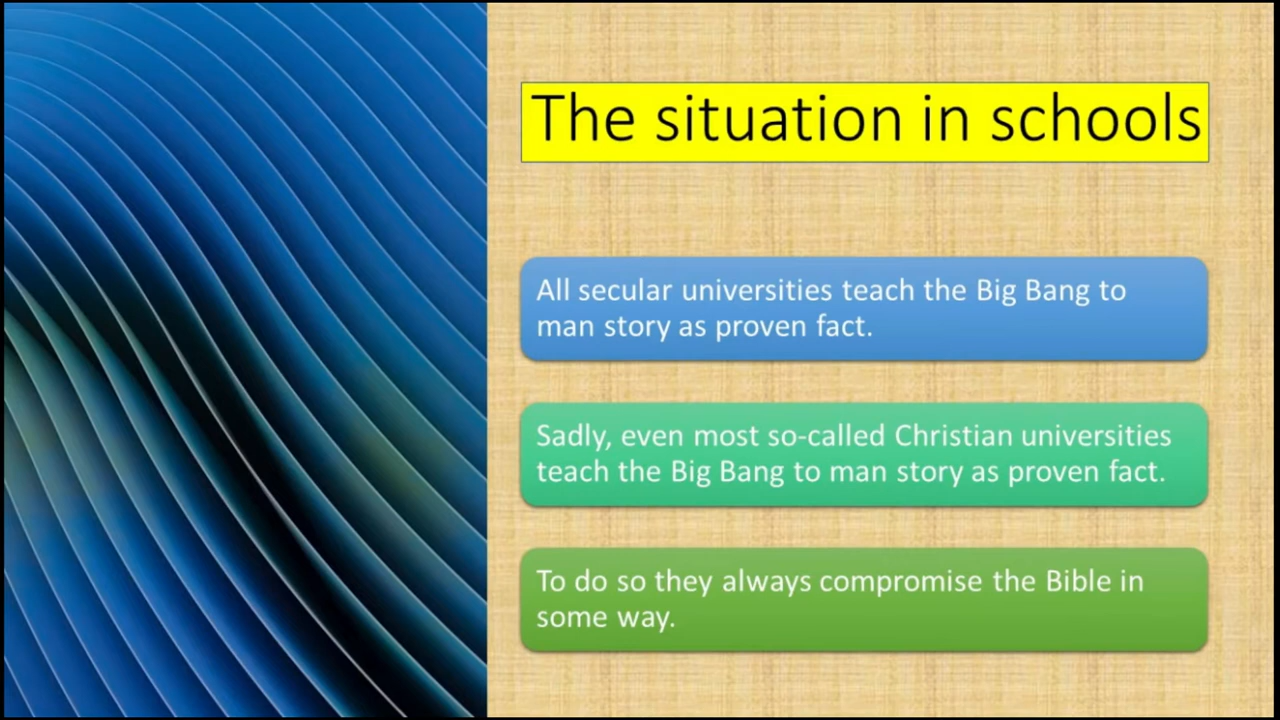 The situation in schools
All secular universities teach the Big Bang to
man story as proven fact.
Sadly, even most so-called Christian universities
teach the Big Bang to man story as proven fact.
To do so they always compromise the Bible in
some way.